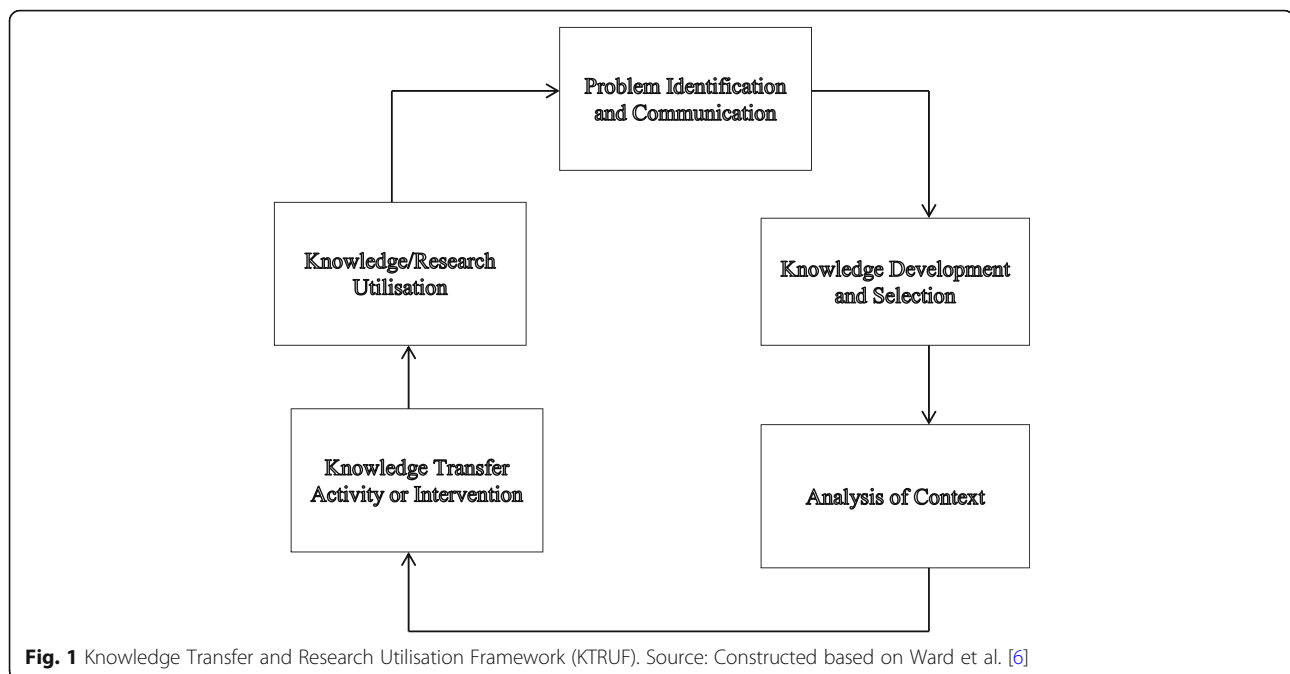 Problem Identification
and Communication
Knowledge/Research
Utilisation
Knowledge Development
and Selection
Knowledge Transfer
Activity or Intervention
Analysis of Context
Fig. 1 Knowledge Transfer and Research Utilisation Framework (KTRUF). Source: Constructed based on Ward et al. [6]